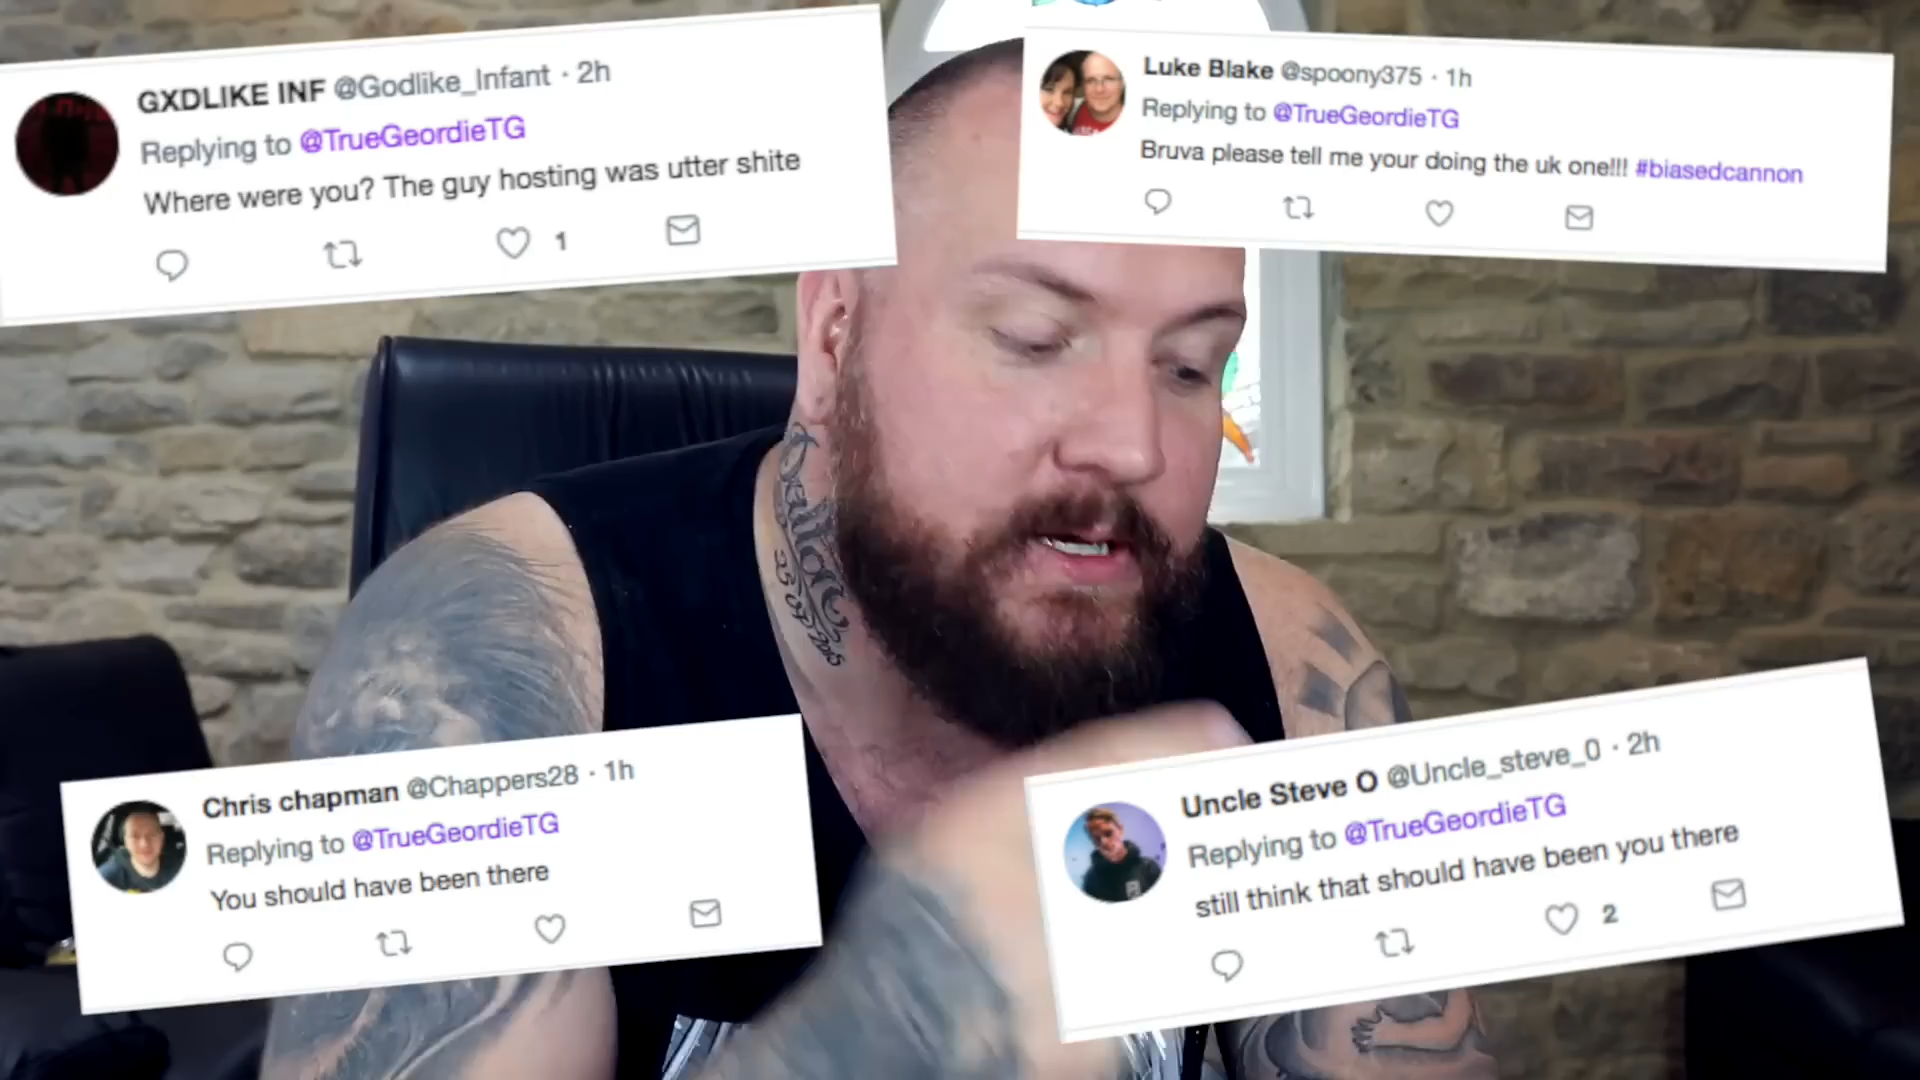 GXDLIKE INF @Godlike_Infant · 2h
Replying to @TrueGeordieTG
Where were you? The guy hosting was utter shite
1
Luke Blake @spoony375 · 1h
Replying to @TrueGeordieTG
Bruva please tell me your doing the uk one!!! #biasedcannon
Chris chapman @Chappers28 · 1h
Replying to @TrueGeordieTG
You should have been there
Uncle Steve O @Uncle_steve_0 · 2h
Replying to @TrueGeordieTG
still think that should have been you there
2